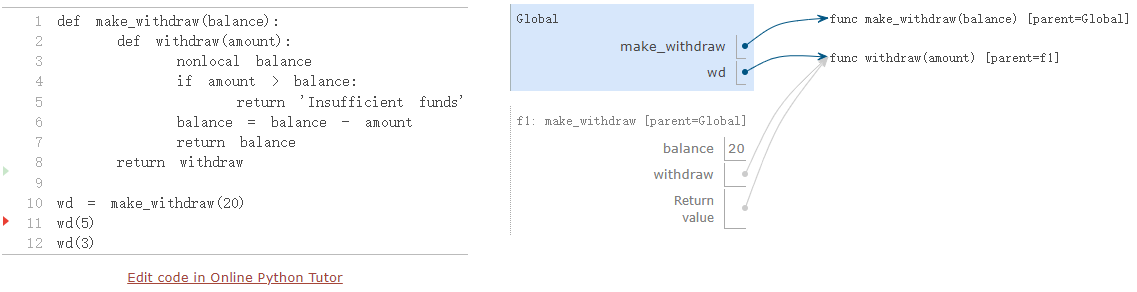 1 def make_withdraw(balance):
2 def withdraw(amount):
3 nonlocal balance
4 if amount > balance:
5 return 'Insufficient funds'
6 balance = balance - amount
7 return balance
8 return withdraw
9
10 wd = make_withdraw(20)
11 wd(5)
12 wd(3)
Edit code in Online Python Tutor
Global
make_withdraw
wd
func make_withdraw(balance) [parent=Global]
func withdraw(amount) [parent=f1]
f1: make_withdraw [parent=Global]
balance 20
withdraw
Return
value